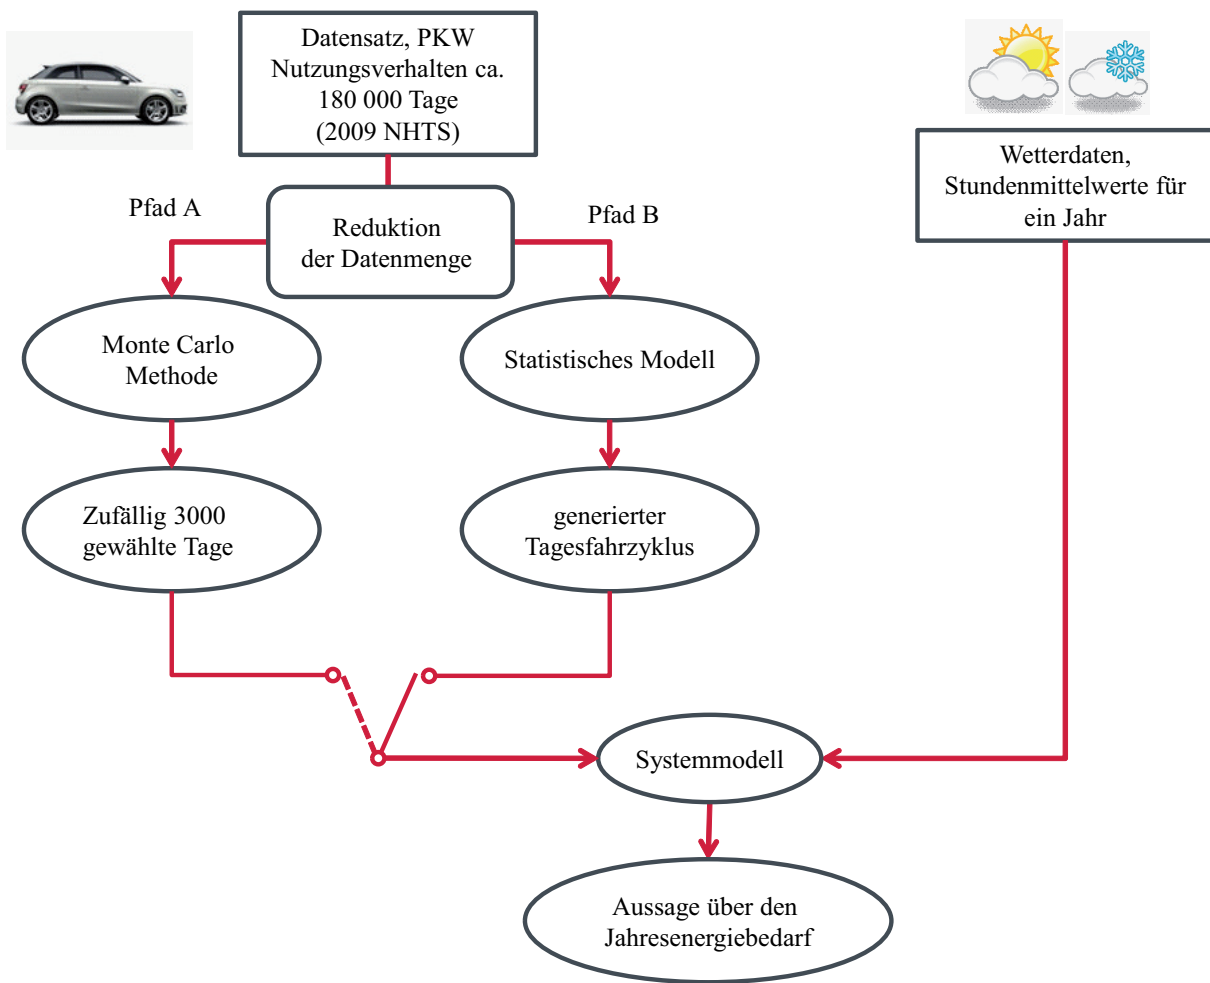 Datensatz, PKW
Nutzungsverhalten ca.
180 000 Tage
(2009 NHTS)
Wetterdaten,
Stundenmittelwerte für
ein Jahr
Pfad A
Pfad B
Reduktion
der Datenmenge
Monte Carlo
Methode
Statistisches Modell
Zufällig 3000
gewählte Tage
generierter
Tagesfahrzyklus
Systemmodell
Aussage über den
Jahresenergiebedarf